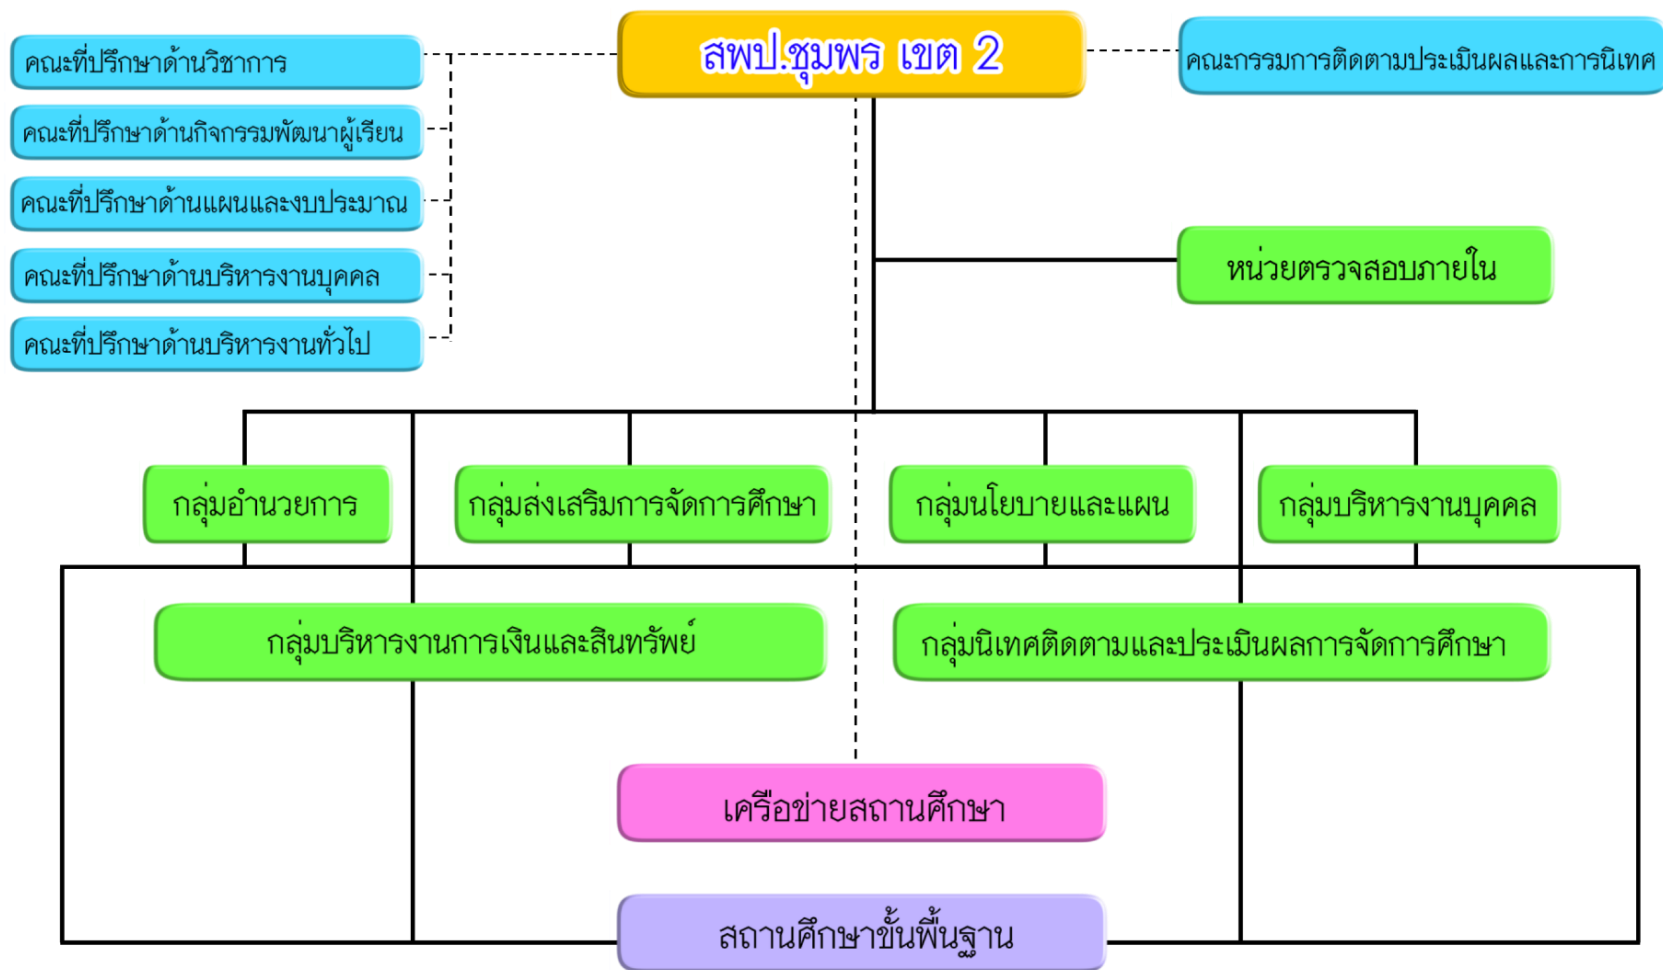 สพป.ชุมพร เขต 2
คณะที่ปรึกษาด้านวิชาการ
คณะกรรมการติดตามประเมินผลและการนิเทศ
คณะที่ปรึกษาด้านกิจกรรมพัฒนาผู้เรียน
คณะที่ปรึกษาด้านแผนและงบประมาณ
คณะที่ปรึกษาด้านบริหารงานบุคคล
คณะที่ปรึกษาด้านบริหารงานทั่วไป
หน่วยตรวจสอบภายใน
กลุ่มอำนวยการ
กลุ่มส่งเสริมการจัดการศึกษา
กลุ่มนโยบายและแผน
กลุ่มบริหารงานบุคคล
กลุ่มบริหารงานการเงินและสินทรัพย์
กลุ่มนิเทศติดตามและประเมินผลการจัดการศึกษา
เครือข่ายสถานศึกษา
สถานศึกษาขั้นพื้นฐาน